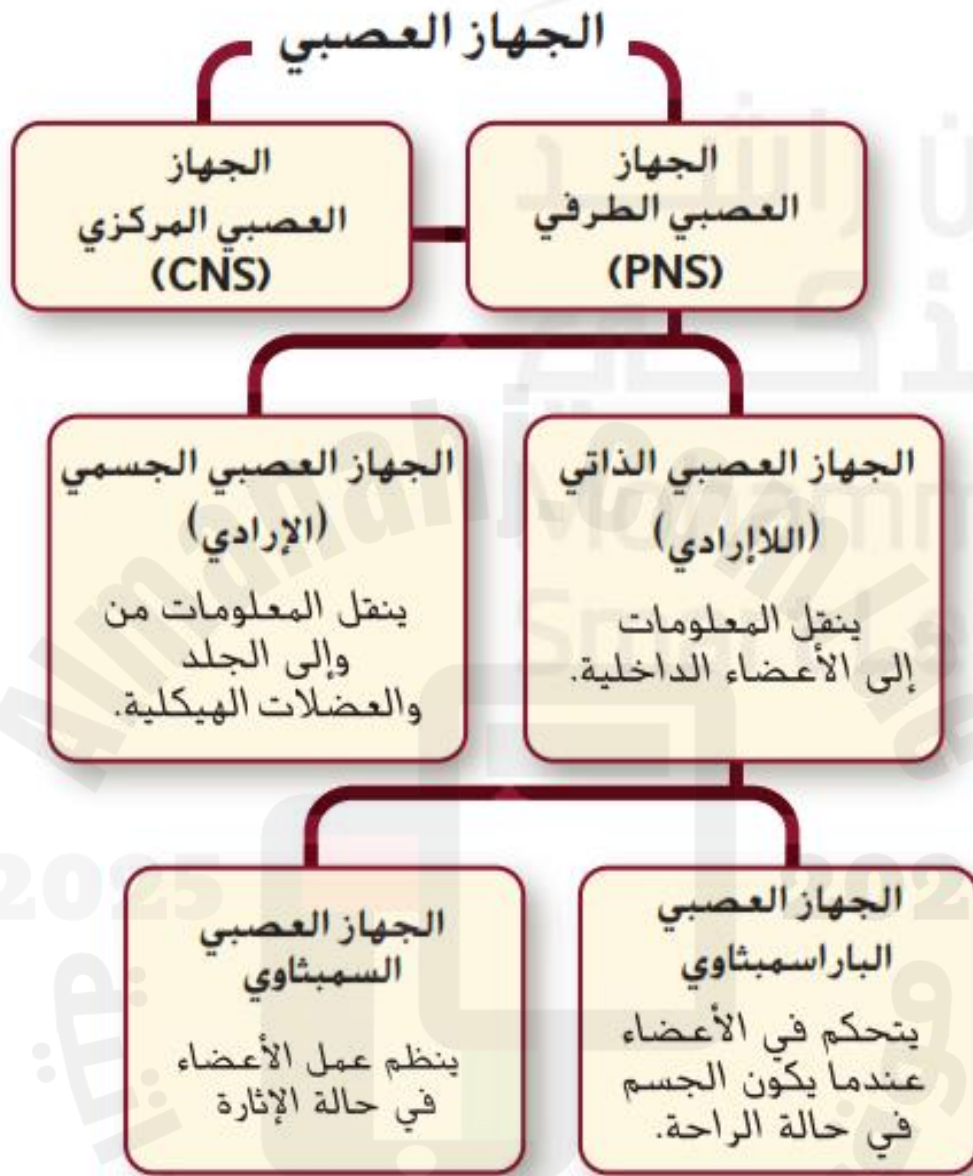 الجهاز العصبي
الجهاز
العصبي الطرفي
(PNS)
الجهاز
العصبي المركزي
(CNS)
الجهاز العصبي الذاتي
(اللاإرادي)
ينقل المعلومات
إلى الأعضاء الداخلية.
الجهاز العصبي الجسمي
(الإرادي)
ينقل المعلومات من
وإلى الجلد
والعضلات الهيكلية.
الجهاز العصبي
الباراسمبثاوي
يتحكم في الأعضاء
عندما يكون الجسم
في حالة الراحة.
الجهاز العصبي
السمبثاوي
ينظم عمل الأعضاء
في حالة الإثارة
2025